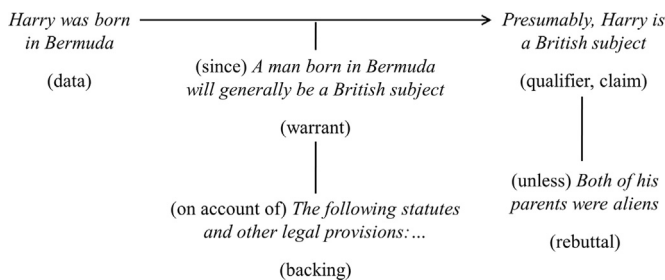 Harry was born
in Bermuda
(data)
(since) A man born in Bermuda
will generally be a British subject
(warrant)
(on account of) The following statutes
and other legal provisions:…
(backing)
Presumably, Harry is
a British subject
(qualifier, claim)
(unless) Both of his
parents were aliens
(rebuttal)